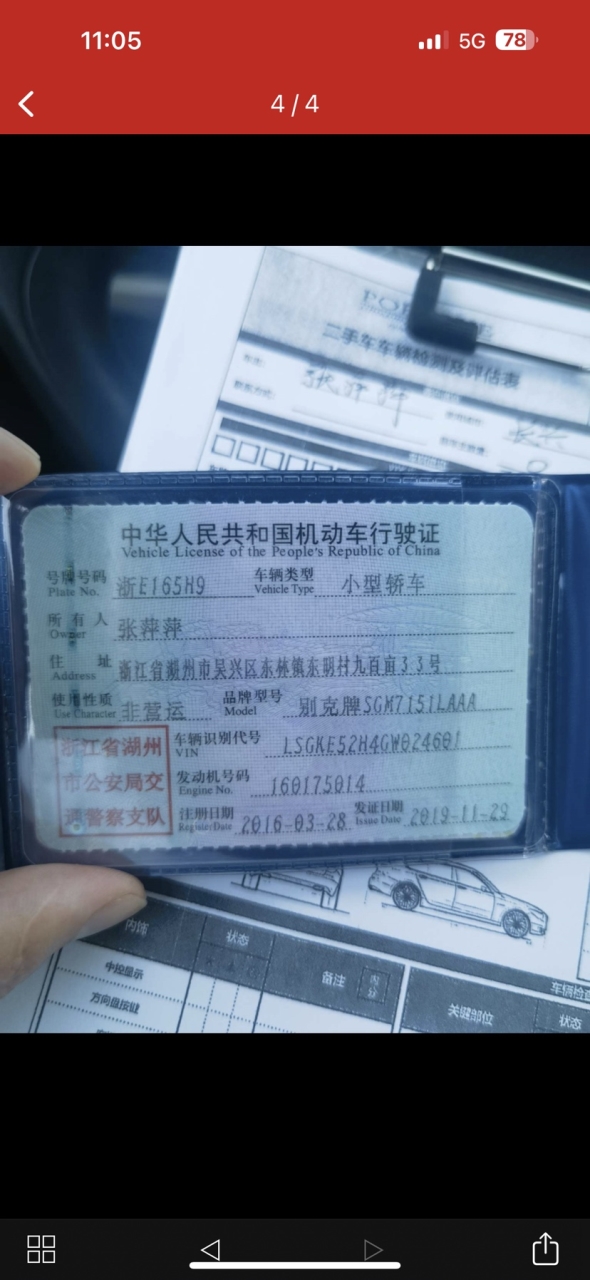 11:05
5G 78
4/4
二手车车辆检测及评估表
中华人民共和国机动车行驶证
Vehicle License of the People's Republic of China
号牌号码 浙E165H9 车辆类型 小型轿车
Plate No. Vehicle Type
所有人 张萍萍
Owner
住址 浙江省湖州市吴兴区东林镇东明村九百亩33号
Address
使用性质 非营运 品牌型号 别克牌SGM7151LAAA
Use Character Model
浙江省湖州
市公安局交
通警察支队
车辆识别代号 LSGKE52H4GW024601
VIN
发动机号码 160175014
Engine No.
注册日期 2016-03-28 发证日期 2019-11-29
Register Date Issue Date
内饰 状态 备注
中控显示
方向盘按键
关键部位 状态